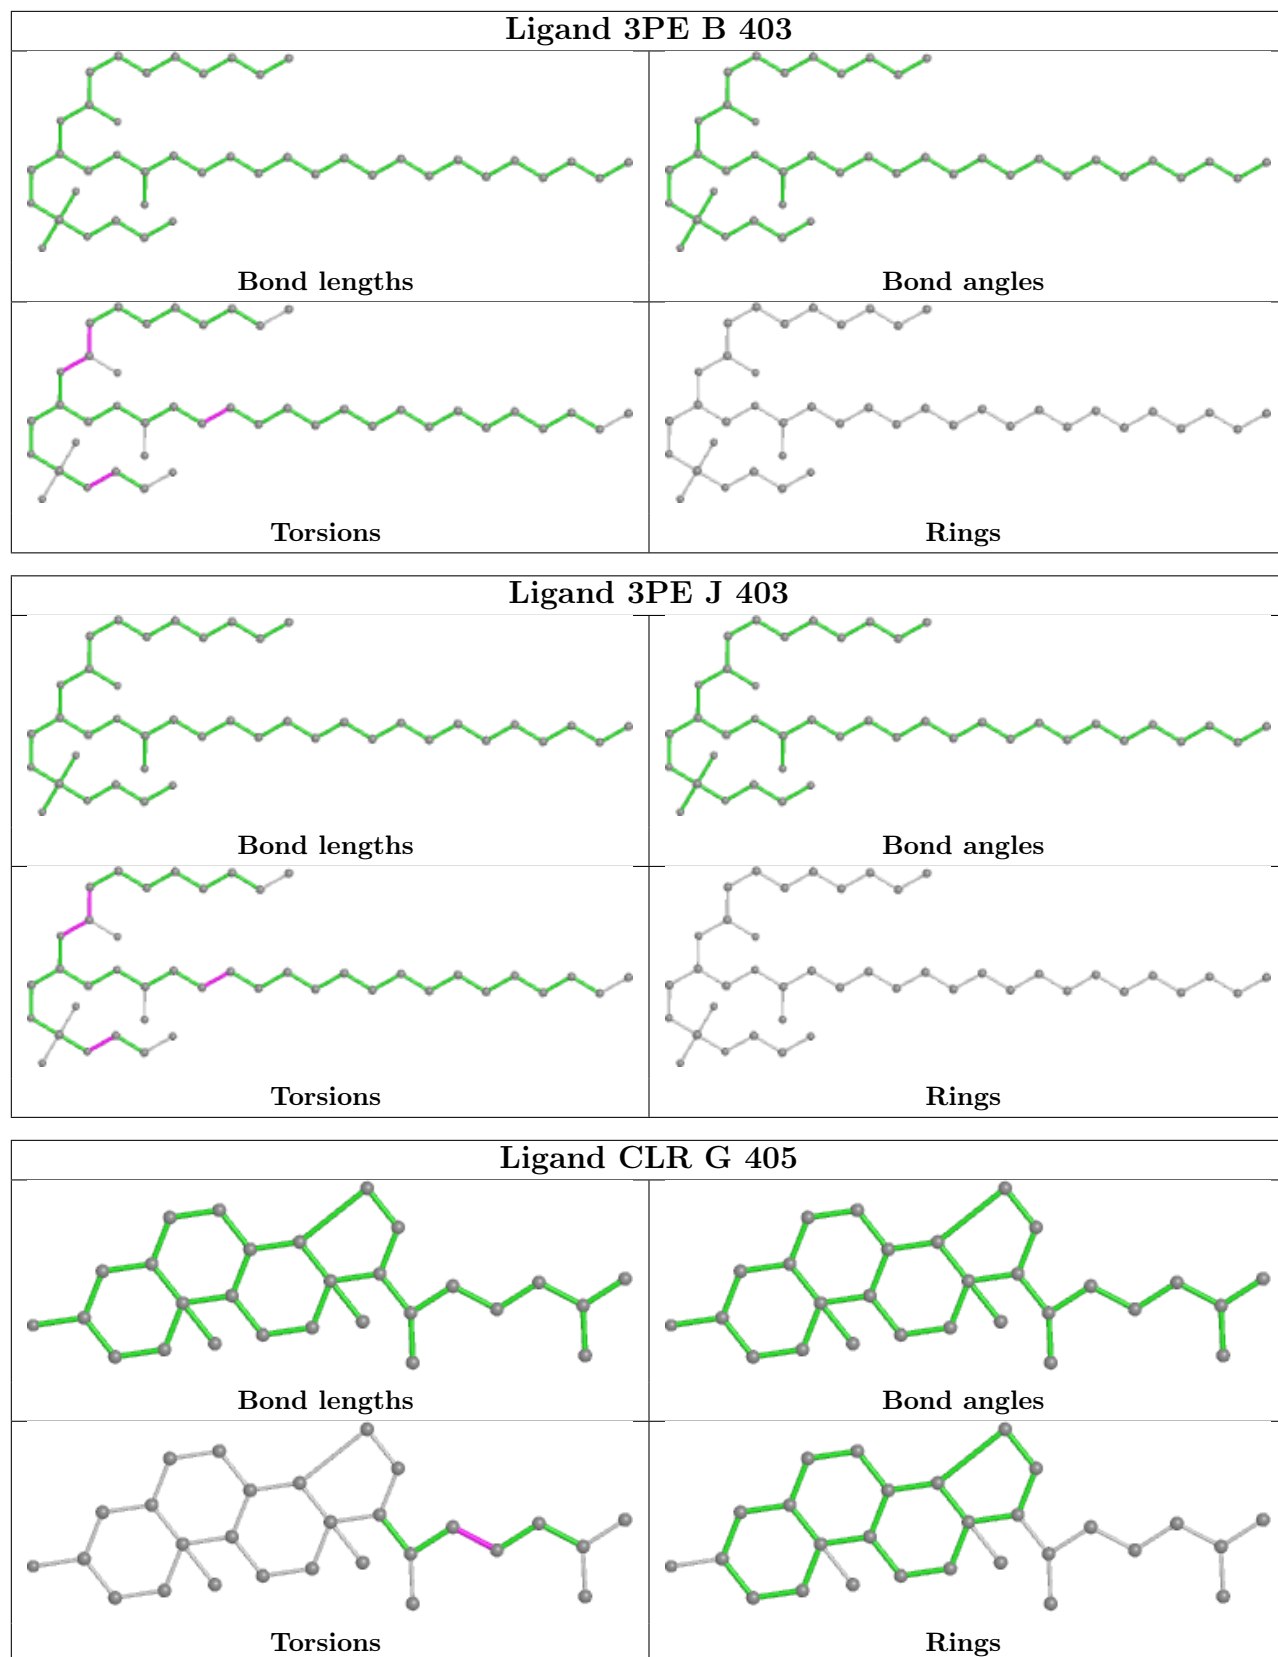 Ligand 3PE B 403
Bond lengths
Bond angles
Torsions
Rings
Ligand 3PE J 403
Bond lengths
Bond angles
Torsions
Rings
Ligand CLR G 405
Bond lengths
Bond angles
Torsions
Rings